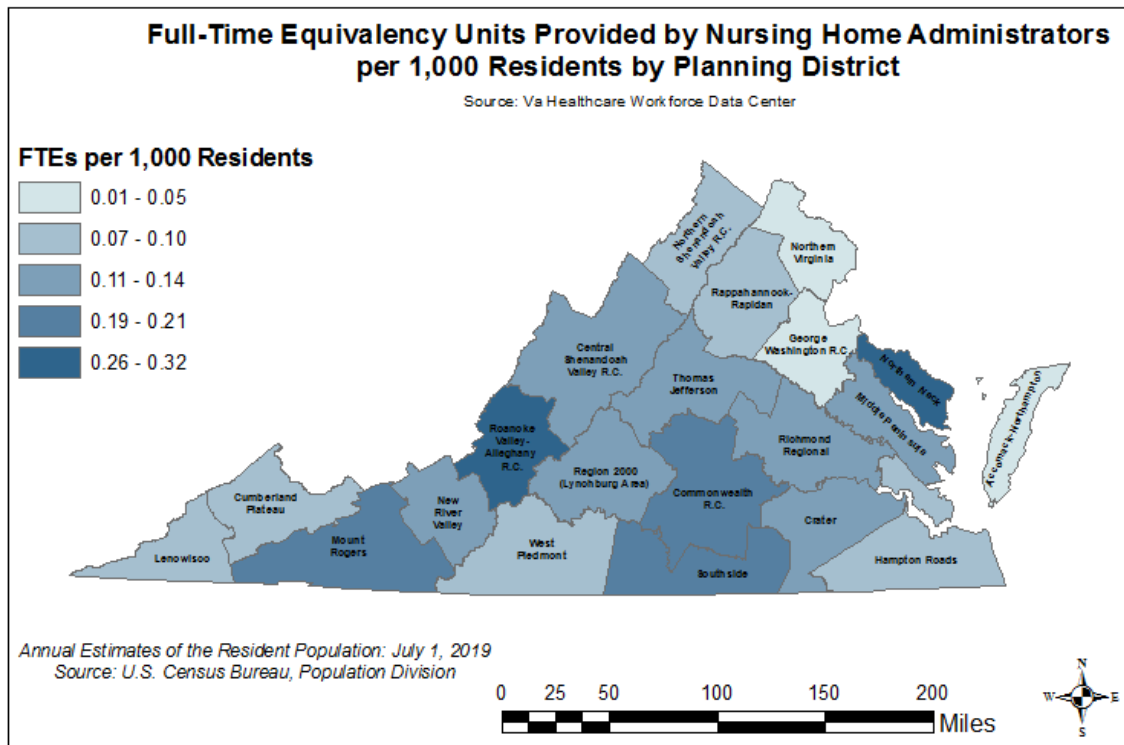 Full-Time Equivalency Units Provided by Nursing Home Administrators
per 1,000 Residents by Planning District
Source: Va Healthcare Workforce Data Center
FTEs per 1,000 Residents
0.01 - 0.05
0.07 - 0.10
0.11 - 0.14
0.19 - 0.21
0.26 - 0.32
Northern
Shenandoah
Valley R.C.
Northern
Virginia
Rappahannock-
Rapidan
George
Washington R.C.
Central
Shenandoah
Valley R.C.
Thomas
Jefferson
Northern Neck
Middle Peninsula
Accomack-Northampton
Roanoke
Valley-
Alleghany
R.C.
Richmond
Regional
Region 2000
(Lynchburg Area)
Commonwealth
R.C.
Cumberland
Plateau
New
River
Valley
Crater
Mount
Rogers
West
Piedmont
Lenowisco
Hampton Roads
Southside
Annual Estimates of the Resident Population: July 1, 2019
Source: U.S. Census Bureau, Population Division
0 25 50 100 150 200
Miles
N
W E
S